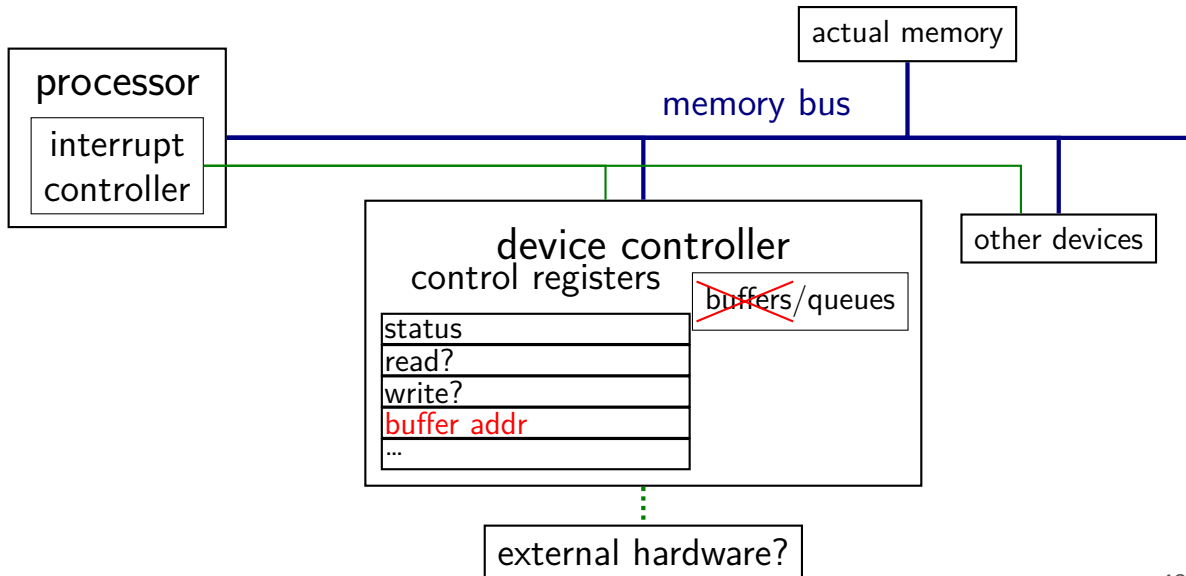 actual memory
processor
memory bus
interrupt
controller
other devices
device controller
control registers
buffers/queues
status
read?
write?
buffer addr
...
external hardware?